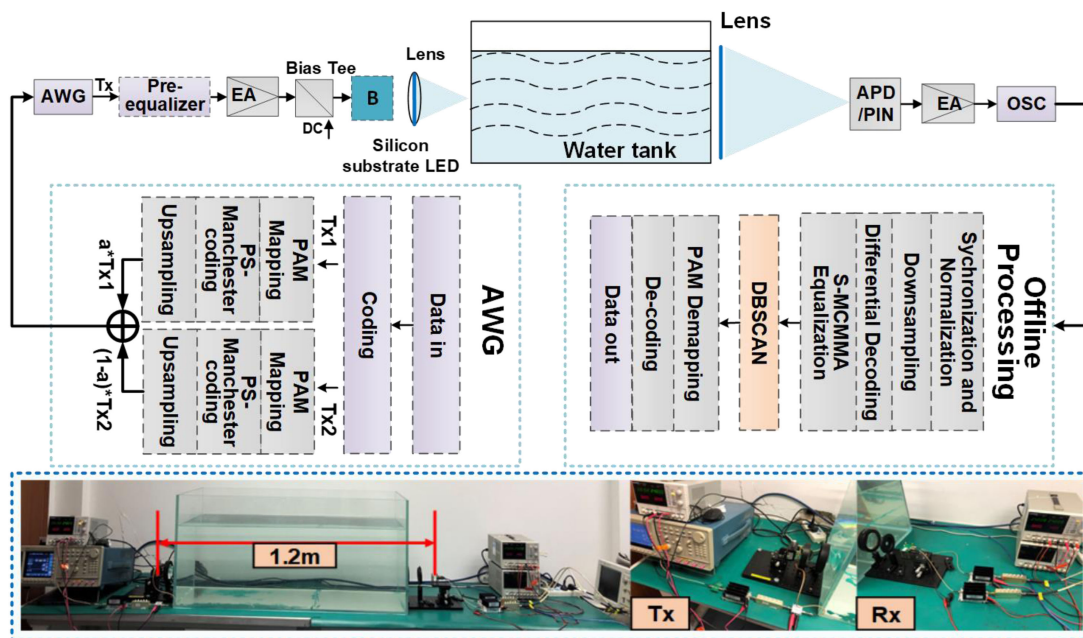 AWG
Tx
Pre-
equalizer
EA
Bias Tee
DC
B
Lens
Silicon
substrate LED
Water tank
Lens
APD
/PIN
EA
OSC
a*Tx1
Upsampling
PS-
Manchester
coding
PAM
Mapping
Tx1
(1-a)*Tx2
Upsampling
PS-
Manchester
coding
PAM
Mapping
Tx2
Coding
Data in
AWG
Data out
De-coding
PAM Demapping
DBSCAN
S-MCMMA
Equalization
Differential Decoding
Downsampling
Sychronization and
Normalization
Offline
Processing
1.2m
Tx
Rx